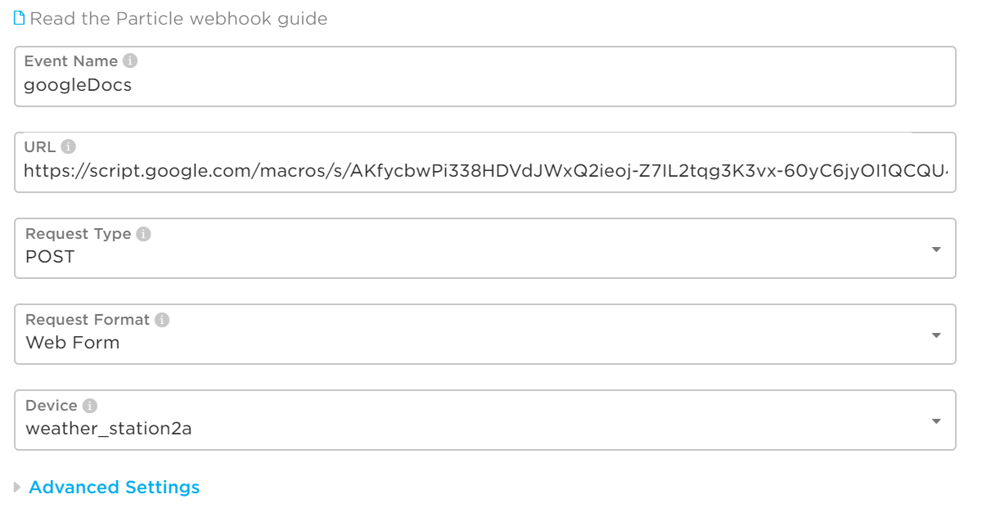 Read the Particle webhook guide
Event Name
googleDocs
URL
https://script.google.com/macros/s/AKfycbwPi338HDVdJWxQ2ieoj-Z7IL2tqg3K3vx-60yC6jyOI1QCQU
Request Type
POST
Request Format
Web Form
Device
weather_station2a
Advanced Settings